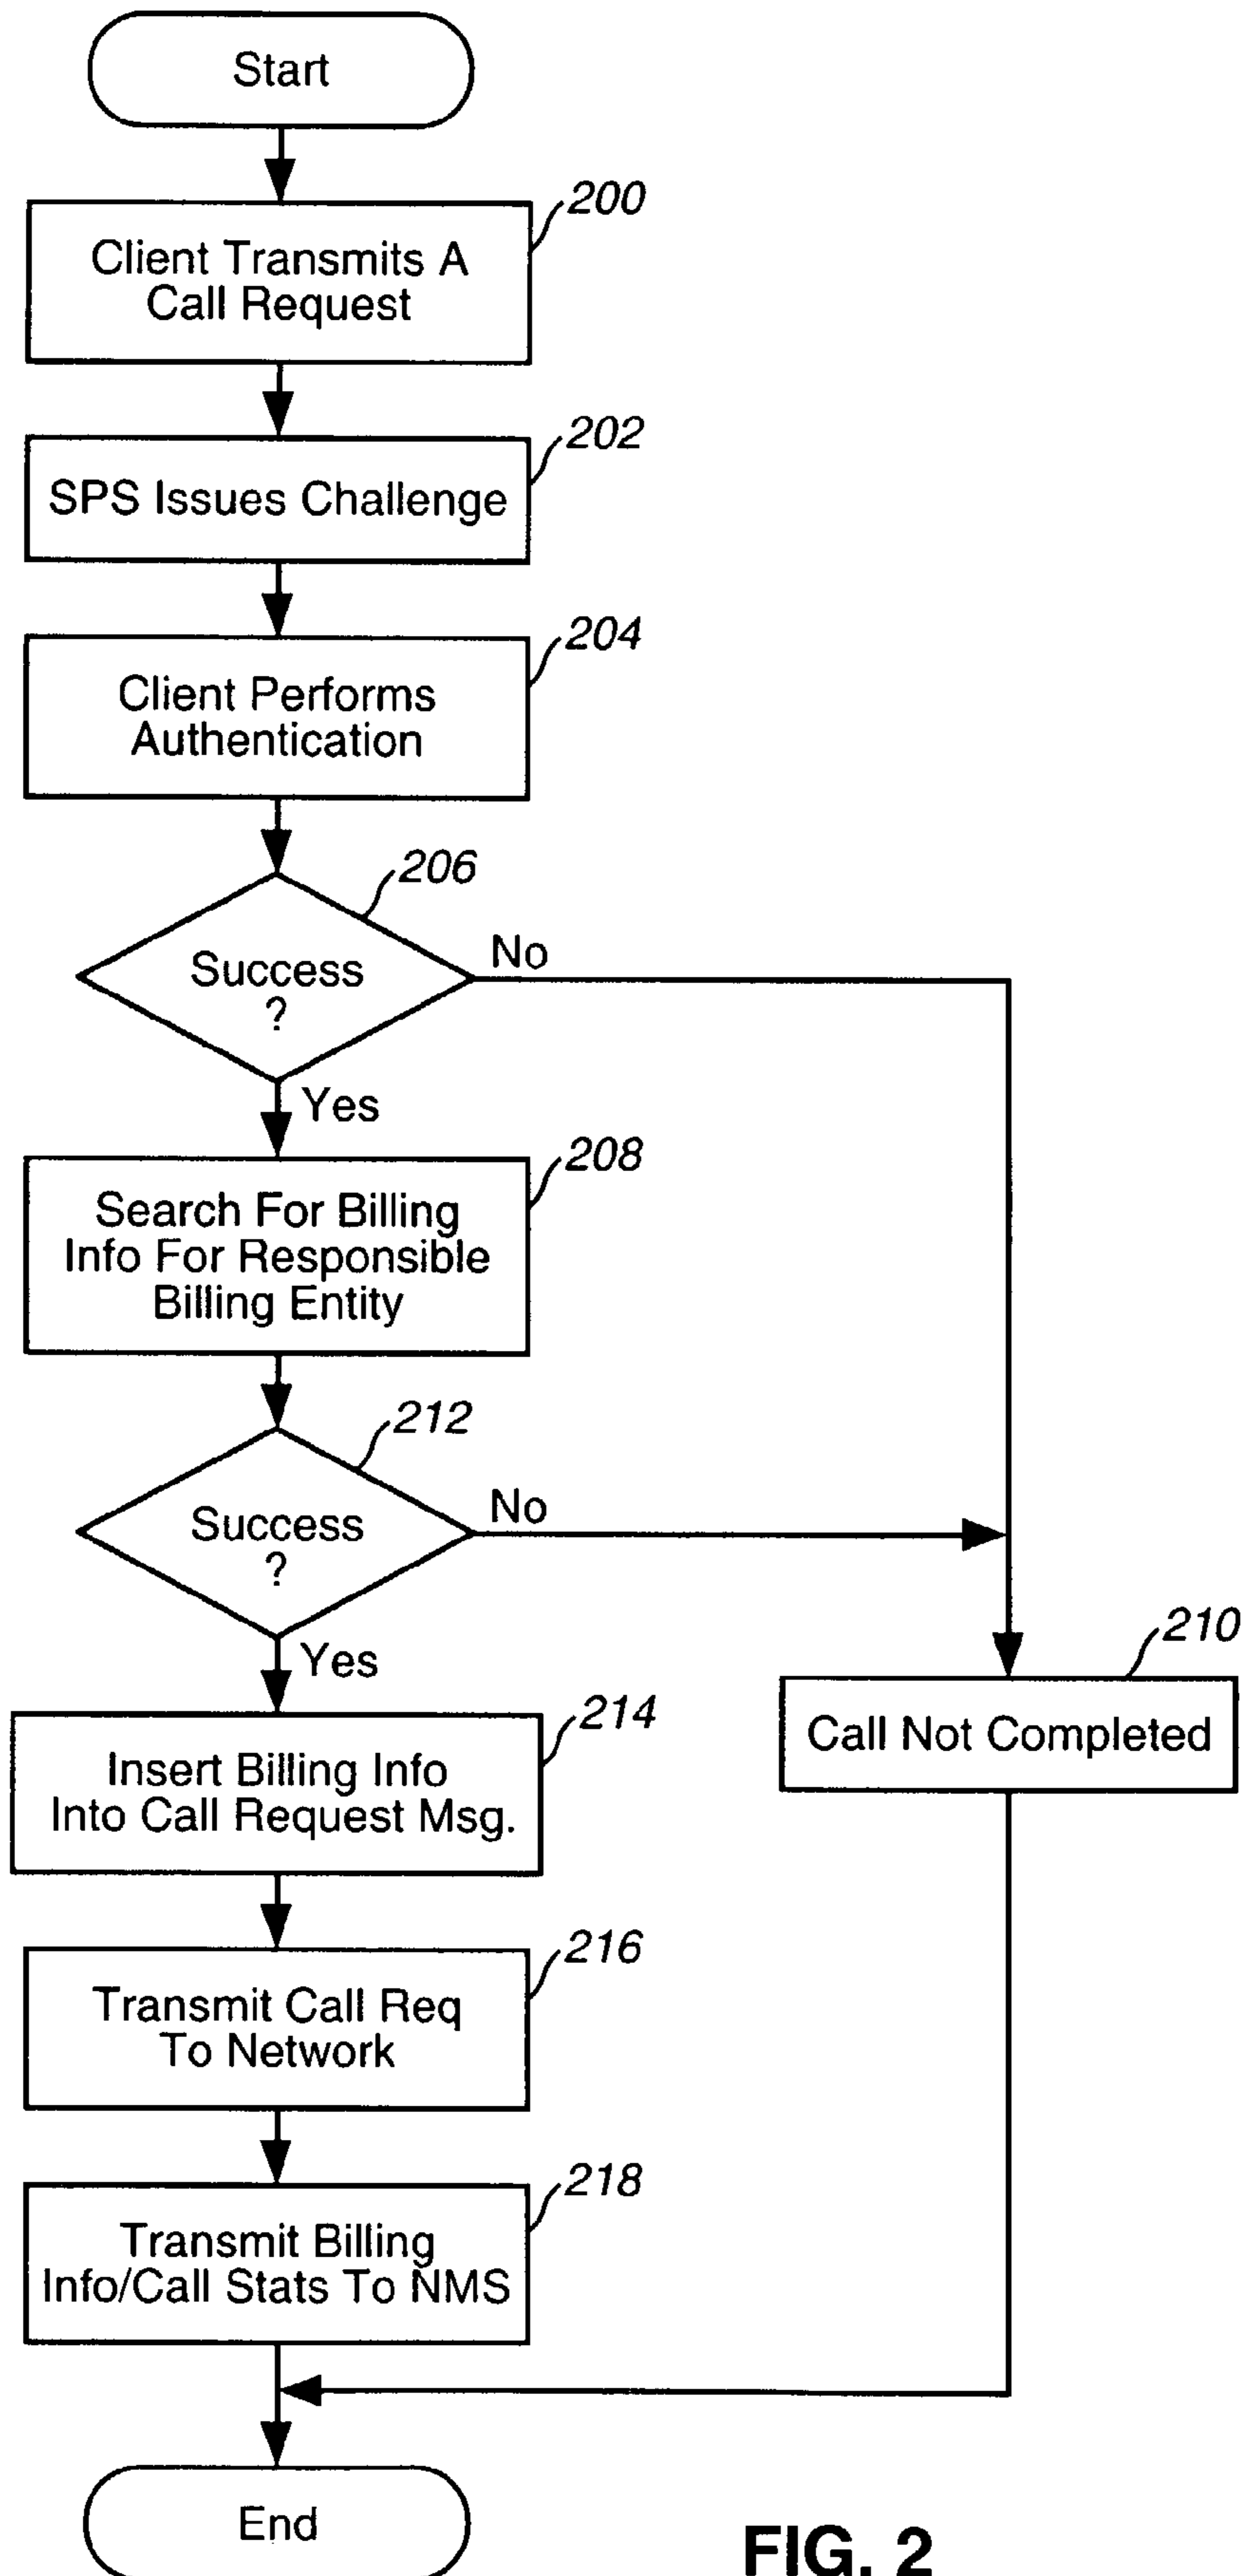 Start
200
Client Transmits A
Call Request
202
SPS Issues Challenge
204
Client Performs
Authentication
206
Success
?
No
Yes
208
Search For Billing
Info For Responsible
Billing Entity
212
Success
?
No
Yes
210
Call Not Completed
214
Insert Billing Info
Into Call Request Msg.
216
Transmit Call Req
To Network
218
Transmit Billing
Info/Call Stats To NMS
End
FIG. 2